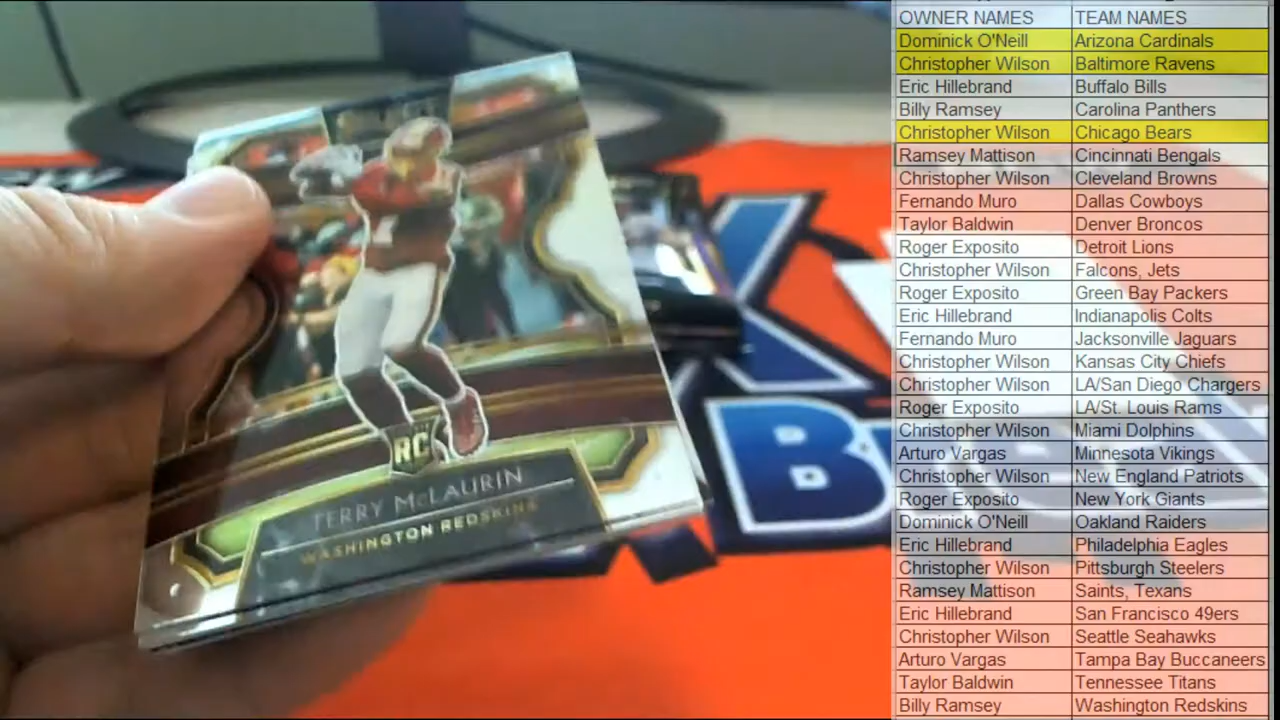 SELECT
RC
TERRY McLAURIN
WASHINGTON REDSKINS
B
OWNER NAMES TEAM NAMES
Dominick O'Neill Arizona Cardinals
Christopher Wilson Baltimore Ravens
Eric Hillebrand Buffalo Bills
Billy Ramsey Carolina Panthers
Christopher Wilson Chicago Bears
Ramsey Mattison Cincinnati Bengals
Christopher Wilson Cleveland Browns
Fernando Muro Dallas Cowboys
Taylor Baldwin Denver Broncos
Roger Exposito Detroit Lions
Christopher Wilson Falcons, Jets
Roger Exposito Green Bay Packers
Eric Hillebrand Indianapolis Colts
Fernando Muro Jacksonville Jaguars
Christopher Wilson Kansas City Chiefs
Christopher Wilson LA/San Diego Chargers
Roger Exposito LA/St. Louis Rams
Christopher Wilson Miami Dolphins
Arturo Vargas Minnesota Vikings
Christopher Wilson New England Patriots
Roger Exposito New York Giants
Dominick O'Neill Oakland Raiders
Eric Hillebrand Philadelphia Eagles
Christopher Wilson Pittsburgh Steelers
Ramsey Mattison Saints, Texans
Eric Hillebrand San Francisco 49ers
Christopher Wilson Seattle Seahawks
Arturo Vargas Tampa Bay Buccaneers
Taylor Baldwin Tennessee Titans
Billy Ramsey Washington Redskins